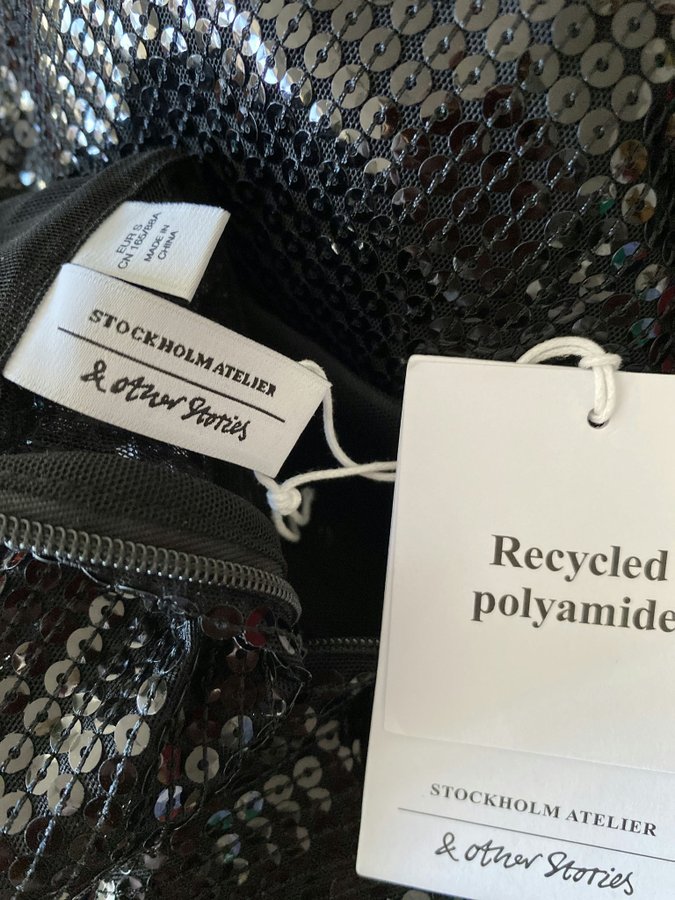 EUR S
CN 165/88A
MADE IN
CHINA
STOCKHOLM ATELIER
& other Stories
Recycled
polyamide
STOCKHOLM ATELIER
& other Stories